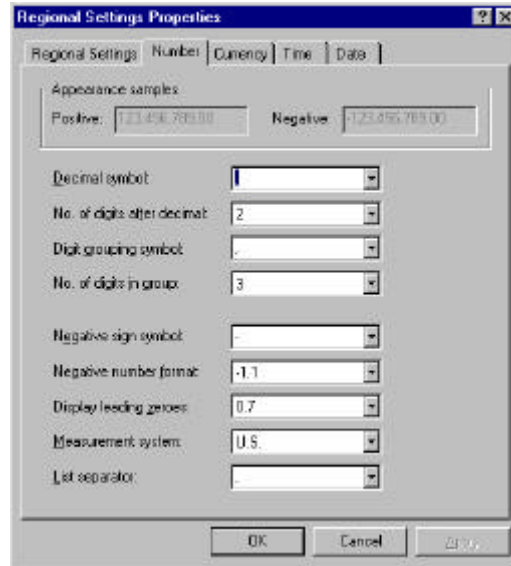 Regional Settings Properties
Regional Settings Number Currency Time Date
Appearance samples
Positive: 123,456,789.00 Negative: -123,456,789.00
Decimal symbol:
No. of digits after decimal: 2
Digit grouping symbol: ,
No. of digits in group: 3
Negative sign symbol: -
Negative number format: -1.1
Display leading zeroes: 0.7
Measurement system: U.S.
List separator: ,
OK Cancel Apply